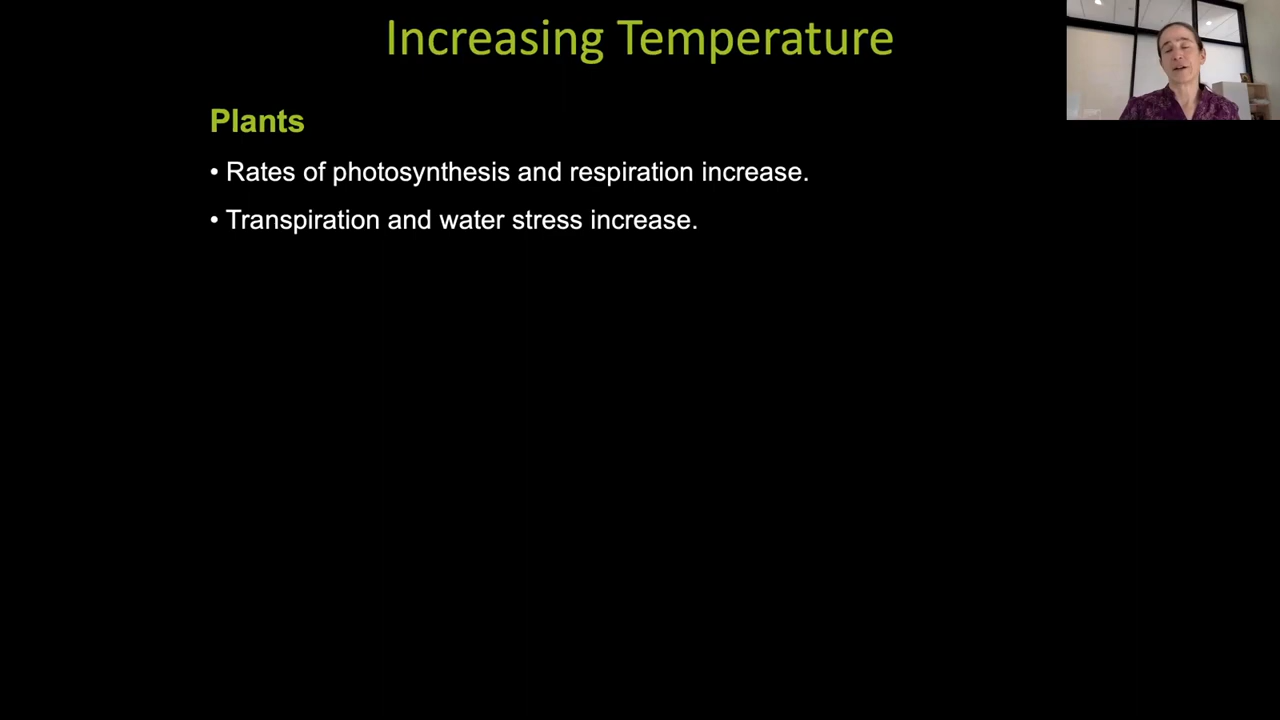 Increasing Temperature
Plants
• Rates of photosynthesis and respiration increase.
• Transpiration and water stress increase.